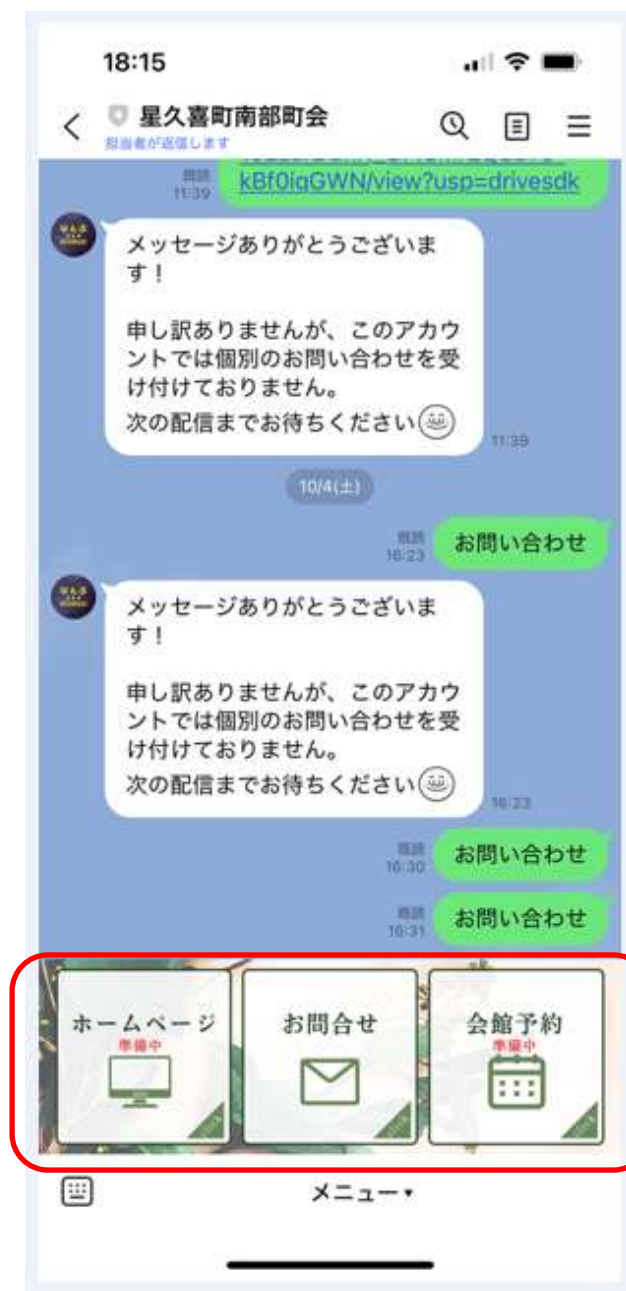 18:15
星久喜町南部町会
担当者が返信します
kBf0iqGWN/view?usp=drivesdk
既読
11:39
メッセージありがとうございま
す！
申し訳ありませんが、このアカウ
ントでは個別のお問い合わせを受
け付けておりません。
次の配信までお待ちください
11:39
10/4(土)
既読
16:23
お問い合わせ
メッセージありがとうございま
す！
申し訳ありませんが、このアカウ
ントでは個別のお問い合わせを受
け付けておりません。
次の配信までお待ちください
16:23
既読
16:30
お問い合わせ
既読
16:31
お問い合わせ
ホームページ
準備中
お問合せ
会館予約
準備中
メニュー▾